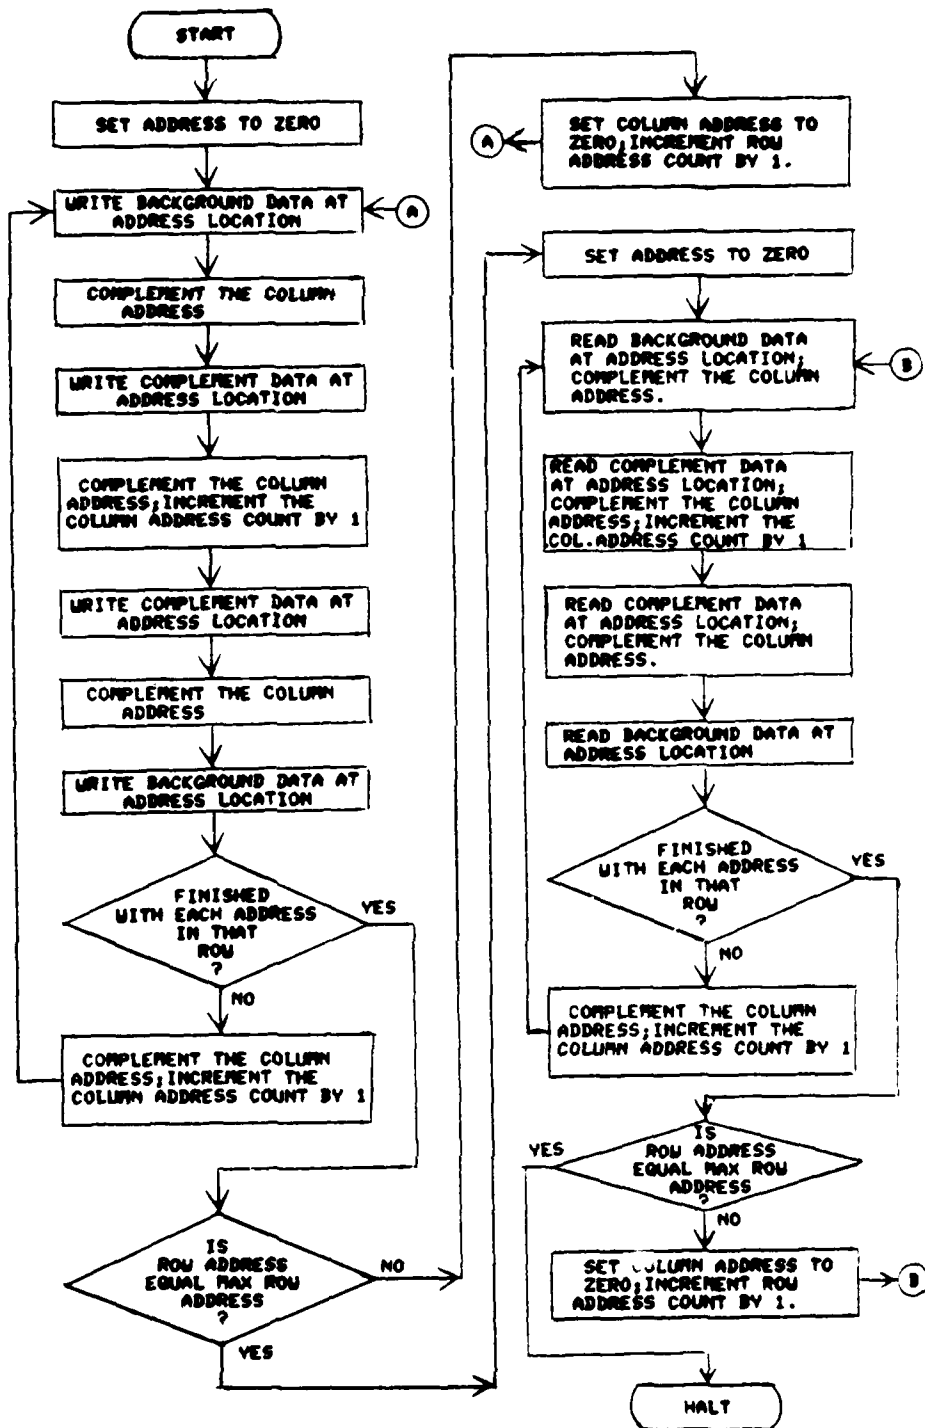 START
SET ADDRESS TO ZERO
WRITE BACKGROUND DATA AT
ADDRESS LOCATION
A
COMPLEMENT THE COLUMN
ADDRESS
WRITE COMPLEMENT DATA AT
ADDRESS LOCATION
COMPLEMENT THE COLUMN
ADDRESS;INCREMENT THE
COLUMN ADDRESS COUNT BY 1
WRITE COMPLEMENT DATA AT
ADDRESS LOCATION
COMPLEMENT THE COLUMN
ADDRESS
WRITE BACKGROUND DATA AT
ADDRESS LOCATION
FINISHED
WITH EACH ADDRESS
IN THAT
ROW
?
YES
NO
COMPLEMENT THE COLUMN
ADDRESS;INCREMENT THE
COLUMN ADDRESS COUNT BY 1
IS
ROW ADDRESS
EQUAL MAX ROW
ADDRESS
?
NO
YES
A
SET COLUMN ADDRESS TO
ZERO;INCREMENT ROW
ADDRESS COUNT BY 1.
SET ADDRESS TO ZERO
READ BACKGROUND DATA
AT ADDRESS LOCATION;
COMPLEMENT THE COLUMN
ADDRESS.
B
READ COMPLEMENT DATA
AT ADDRESS LOCATION;
COMPLEMENT THE COLUMN
ADDRESS;INCREMENT THE
COL.ADDRESS COUNT BY 1
READ COMPLEMENT DATA
AT ADDRESS LOCATION;
COMPLEMENT THE COLUMN
ADDRESS.
READ BACKGROUND DATA AT
ADDRESS LOCATION
FINISHED
WITH EACH ADDRESS
IN THAT
ROW
?
YES
NO
COMPLEMENT THE COLUMN
ADDRESS;INCREMENT THE
COLUMN ADDRESS COUNT BY 1
IS
ROW ADDRESS
EQUAL MAX ROW
ADDRESS
?
YES
NO
SET COLUMN ADDRESS TO
ZERO;INCREMENT ROW
ADDRESS COUNT BY 1.
B
HALT